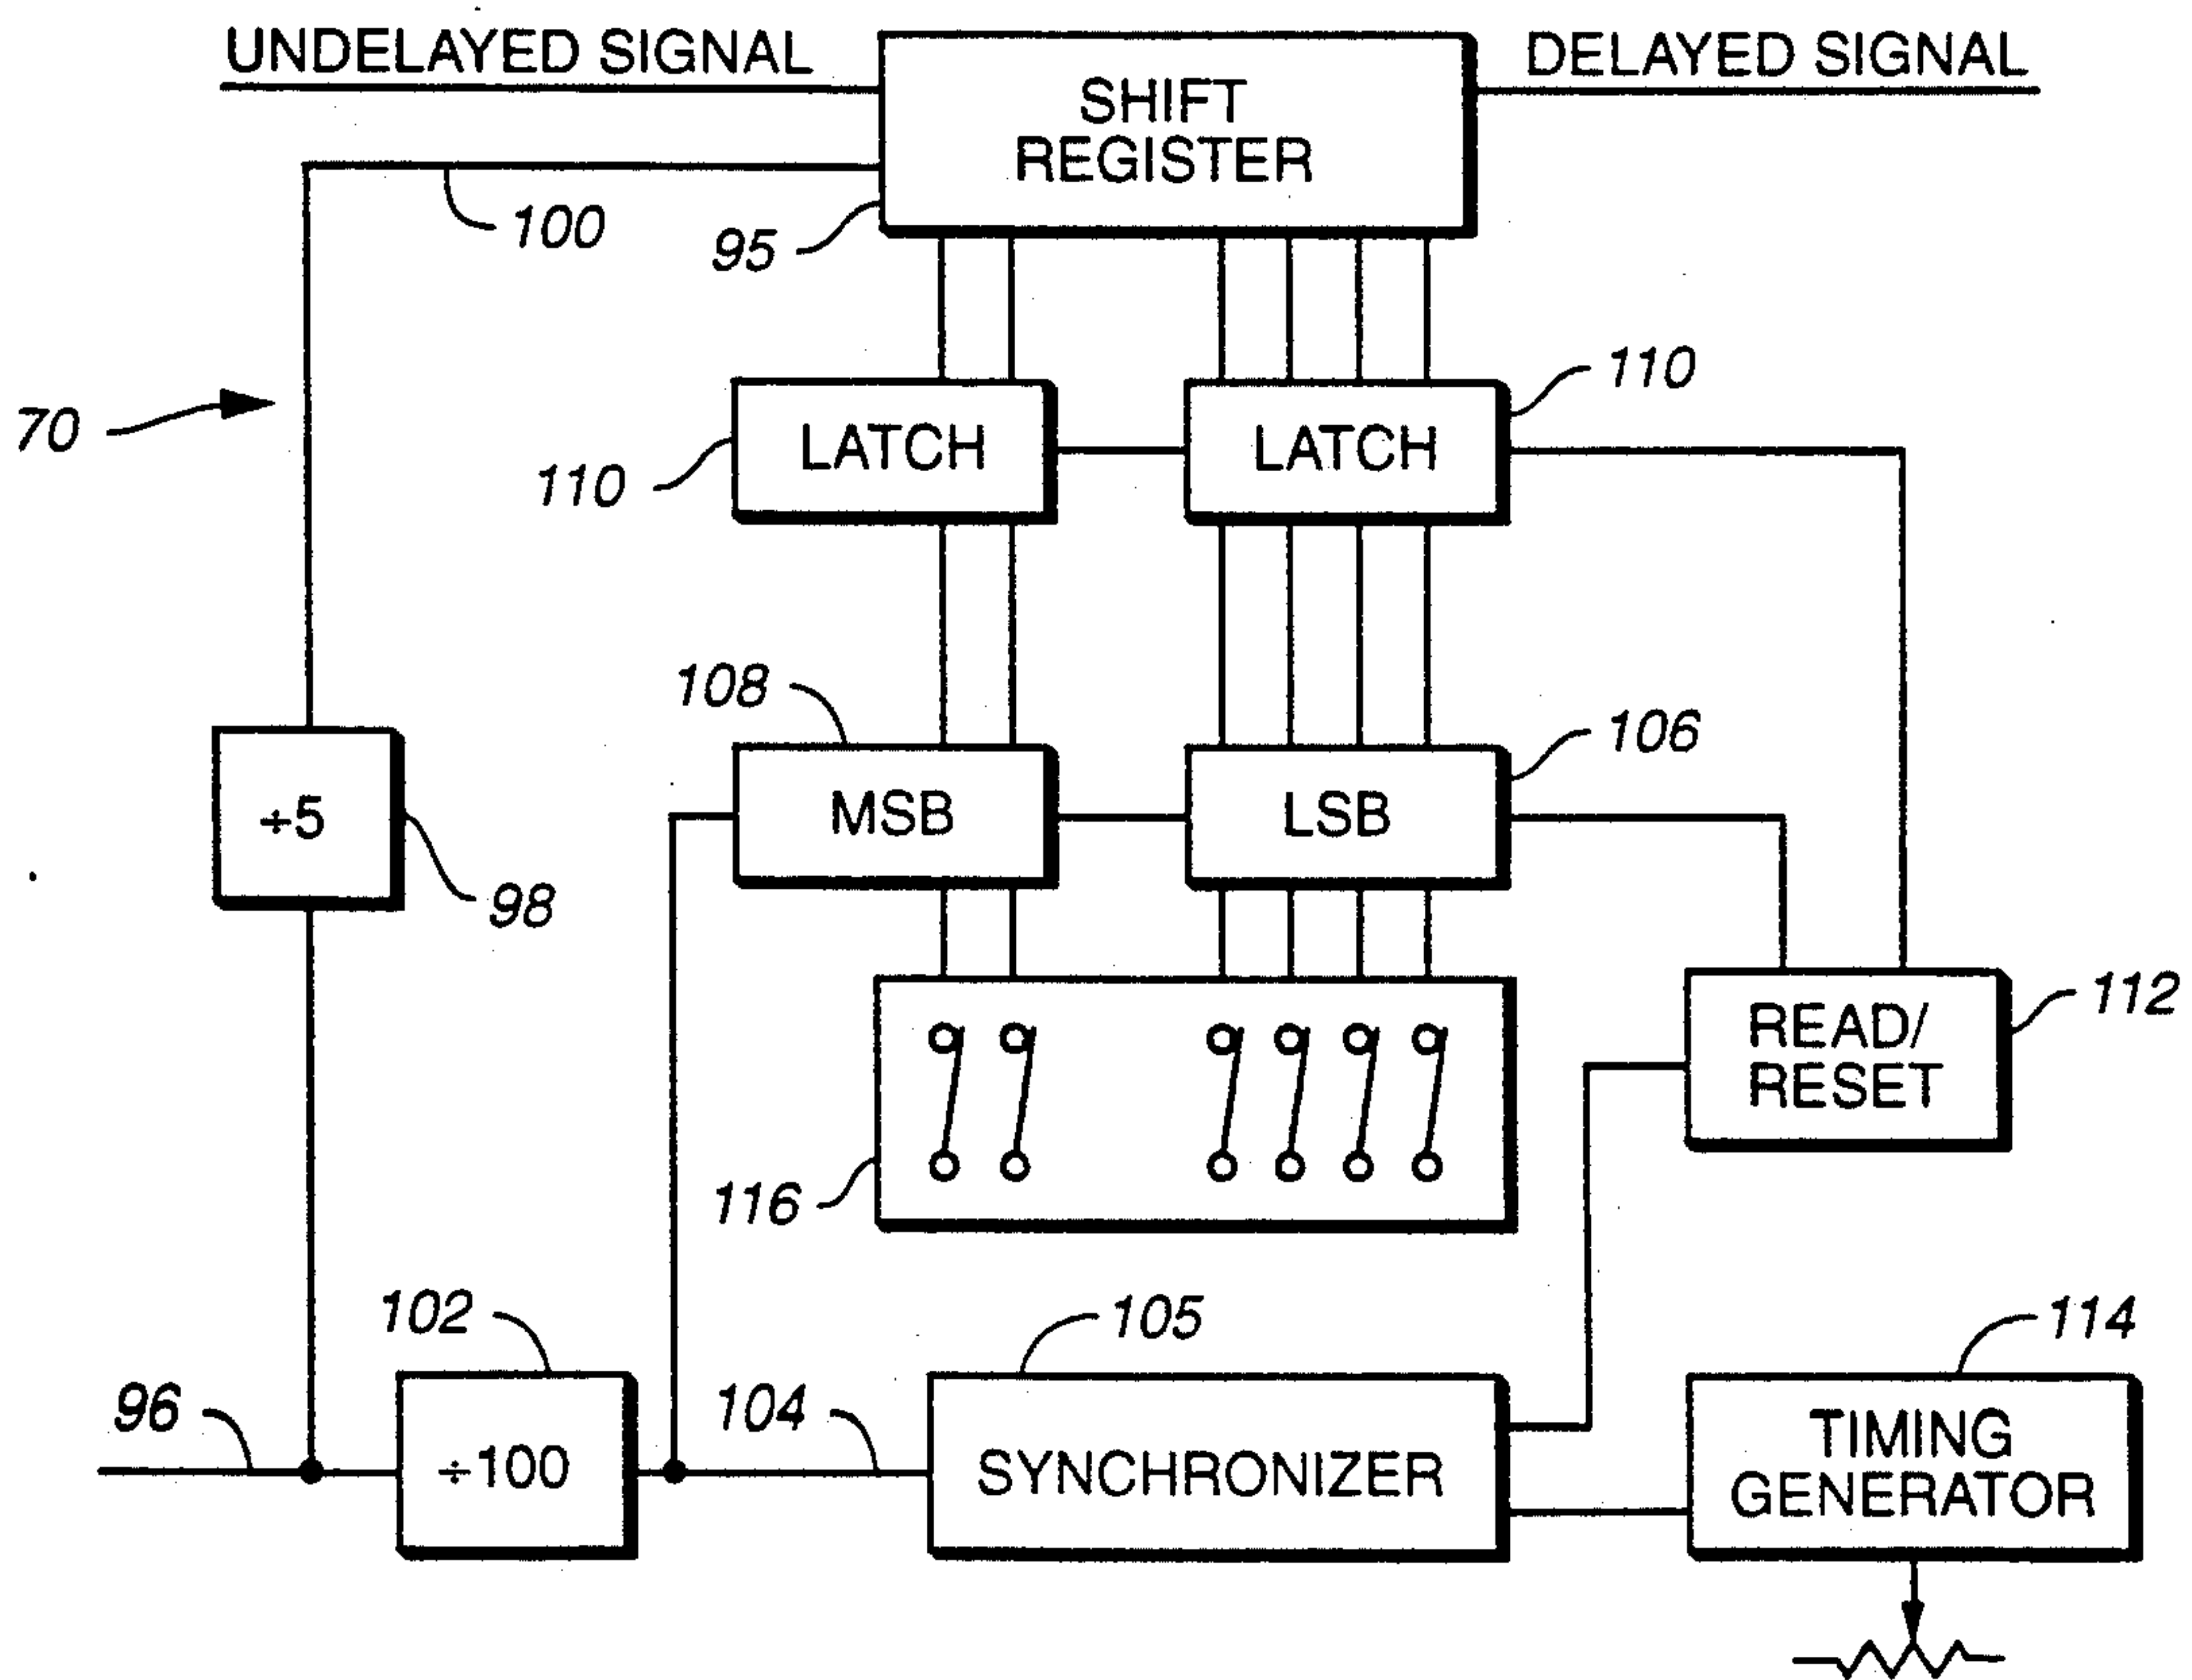 UNDELAYED SIGNAL
DELAYED SIGNAL
SHIFT
REGISTER
100
95
70
110
LATCH
LATCH
110
108
106
÷5
MSB
LSB
98
112
READ/
RESET
116
102
105
114
96
÷100
104
SYNCHRONIZER
TIMING
GENERATOR